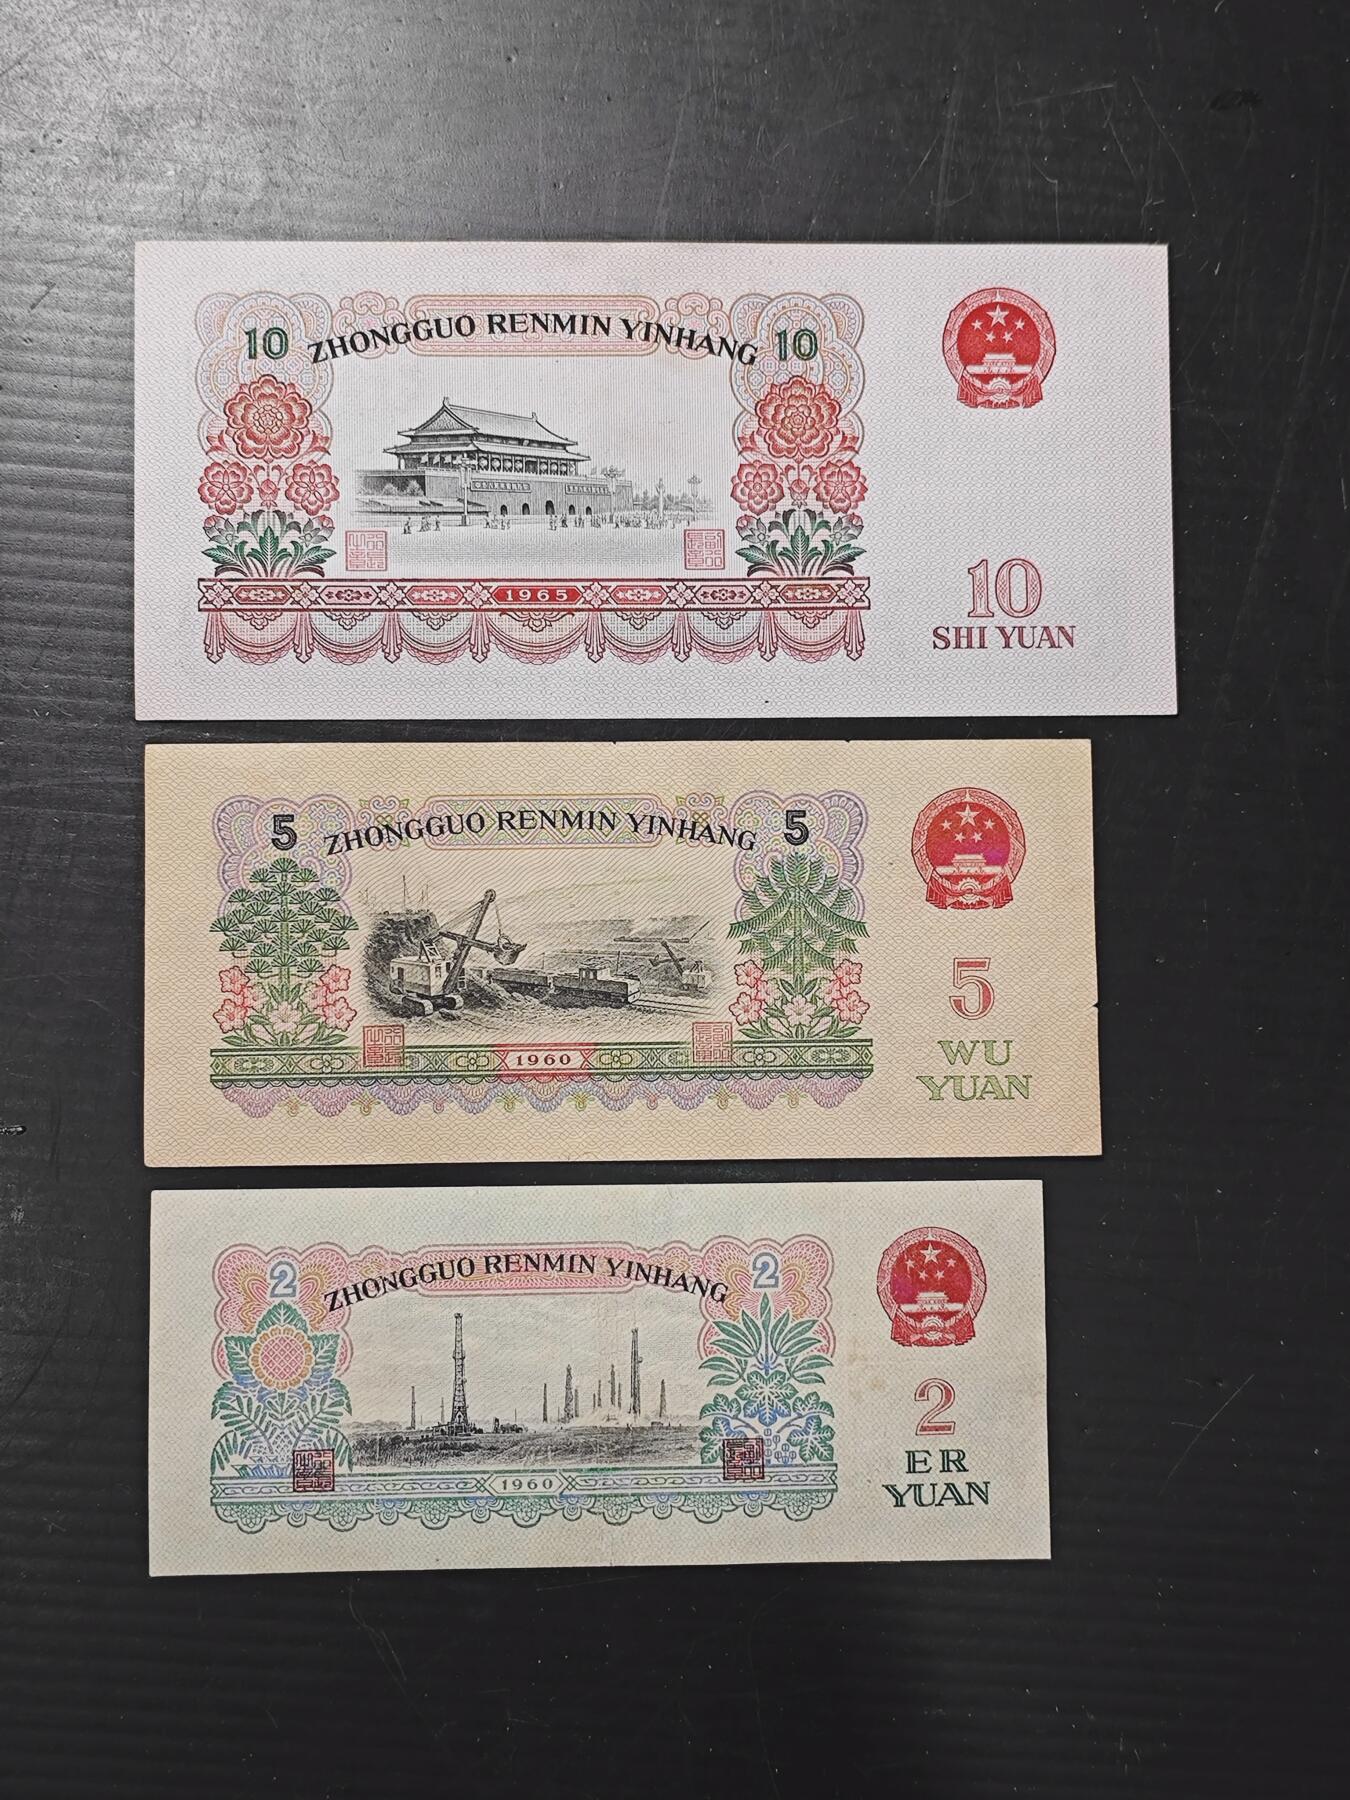 10 ZHONGGUO RENMIN YINHANG 10
1965
10
SHI YUAN
5 ZHONGGUO RENMIN YINHANG 5
1960
5
WU
YUAN
2 ZHONGGUO RENMIN YINHANG 2
1960
2
ER
YUAN